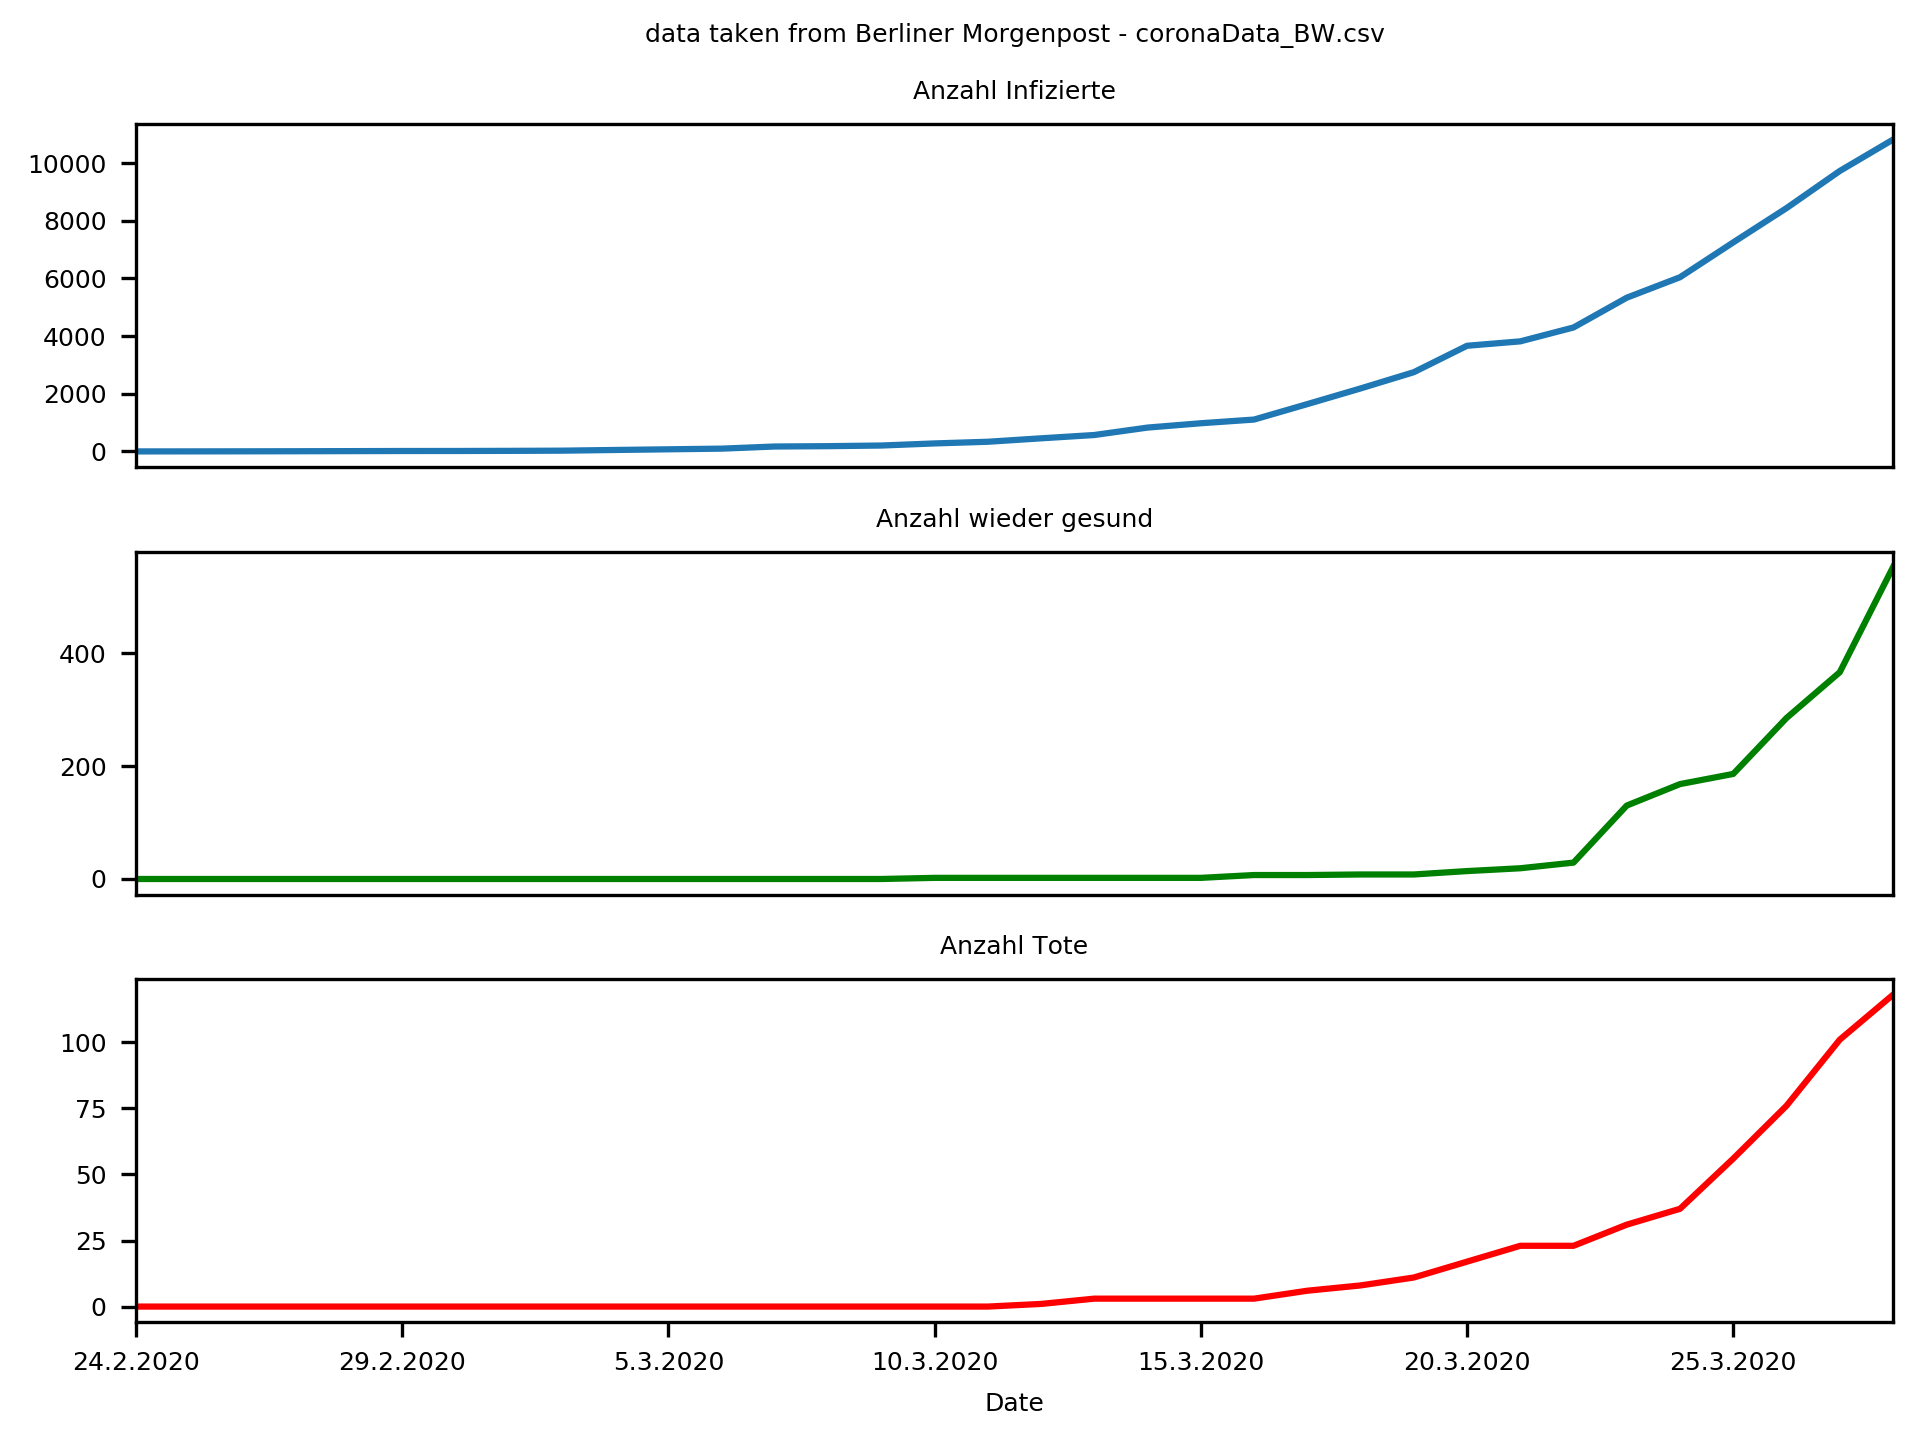 data taken from Berliner Morgenpost - coronaData_BW.csv
Anzahl Infizierte
10000
8000
6000
4000
2000
0
Anzahl wieder gesund
400
200
0
Anzahl Tote
100
75
50
25
0
24.2.2020 29.2.2020 5.3.2020 10.3.2020 15.3.2020 20.3.2020 25.3.2020
Date